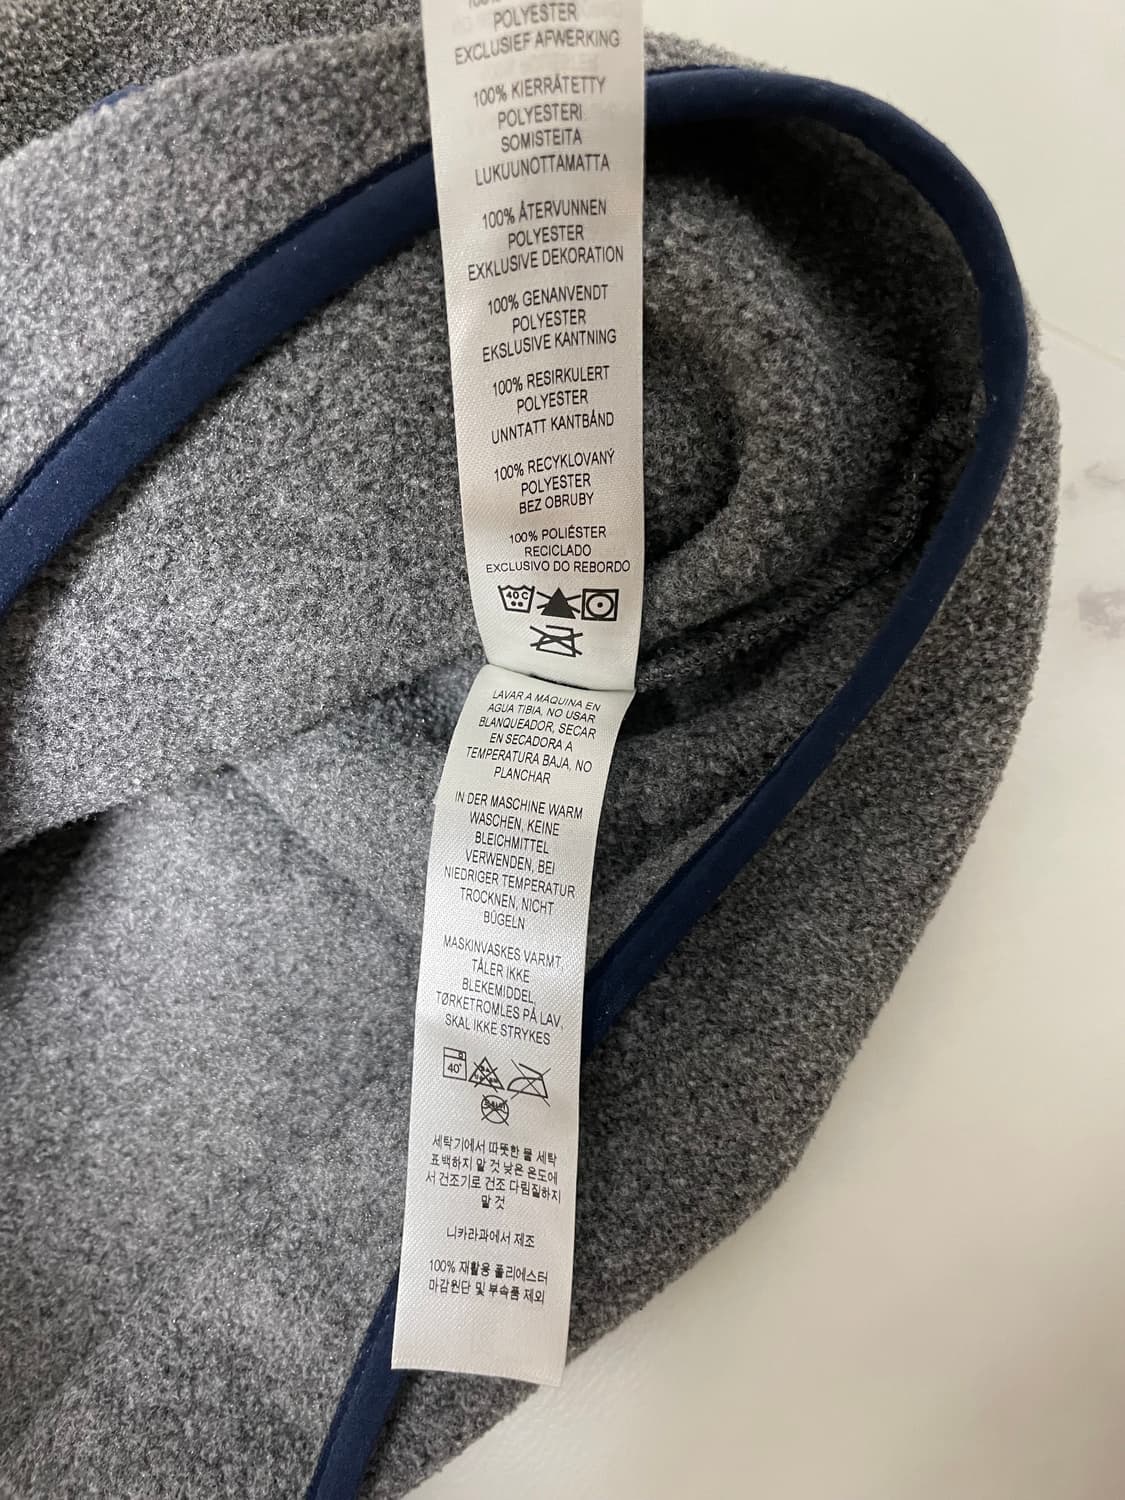 POLYESTER
EXCLUSIEF AFWERKING
100% KIERRÄTETTY
POLYESTERI
SOMISTEITA
LUKUUNOTTAMATTA
100% ÅTERVUNNEN
POLYESTER
EXKLUSIVE DEKORATION
100% GENANVENDT
POLYESTER
EKSLUSIVE KANTNING
100% RESIRKULERT
POLYESTER
UNNTATT KANTBÅND
100% RECYKLOVANÝ
POLYESTER
BEZ OBRUBY
100% POLIÉSTER
RECICLADO
EXCLUSIVO DO REBORDO
40 C
LAVAR A MÁQUINA EN
AGUA TIBIA, NO USAR
BLANQUEADOR, SECAR
EN SECADORA A
TEMPERATURA BAJA, NO
PLANCHAR
IN DER MASCHINE WARM
WASCHEN, KEINE
BLEICHMITTEL
VERWENDEN, BEI
NIEDRIGER TEMPERATUR
TROCKNEN, NICHT
BÜGELN
MASKINVASKES VARMT
TÅLER IKKE
BLEKEMIDDEL,
TØRKETROMLES PÅ LAV,
SKAL IKKE STRYKES
40°
세탁기에서 따뜻한 물 세탁
표백하지 말 것 낮은 온도에
서 건조기로 건조 다림질하지
말 것
니카라과에서 제조
100% 재활용 폴리에스터
마감원단 및 부속품 제외